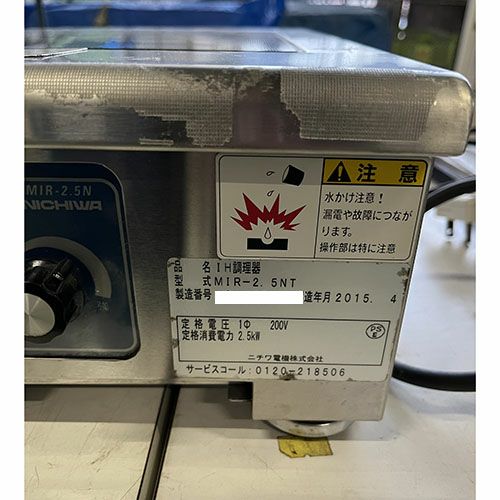 MIR-2.5N
NICHIWA
強
注意
水かけ注意！
漏電や故障につなが
ります。
操作部は特に注意
品名 IH調理器
型式 MIR-2.5NT
製造番号 造年月 2015. 4
定格電圧 1Φ 200V
定格消費電力 2.5kW
PS
E
ニチワ電機株式会社
サービスコール:0120-218506